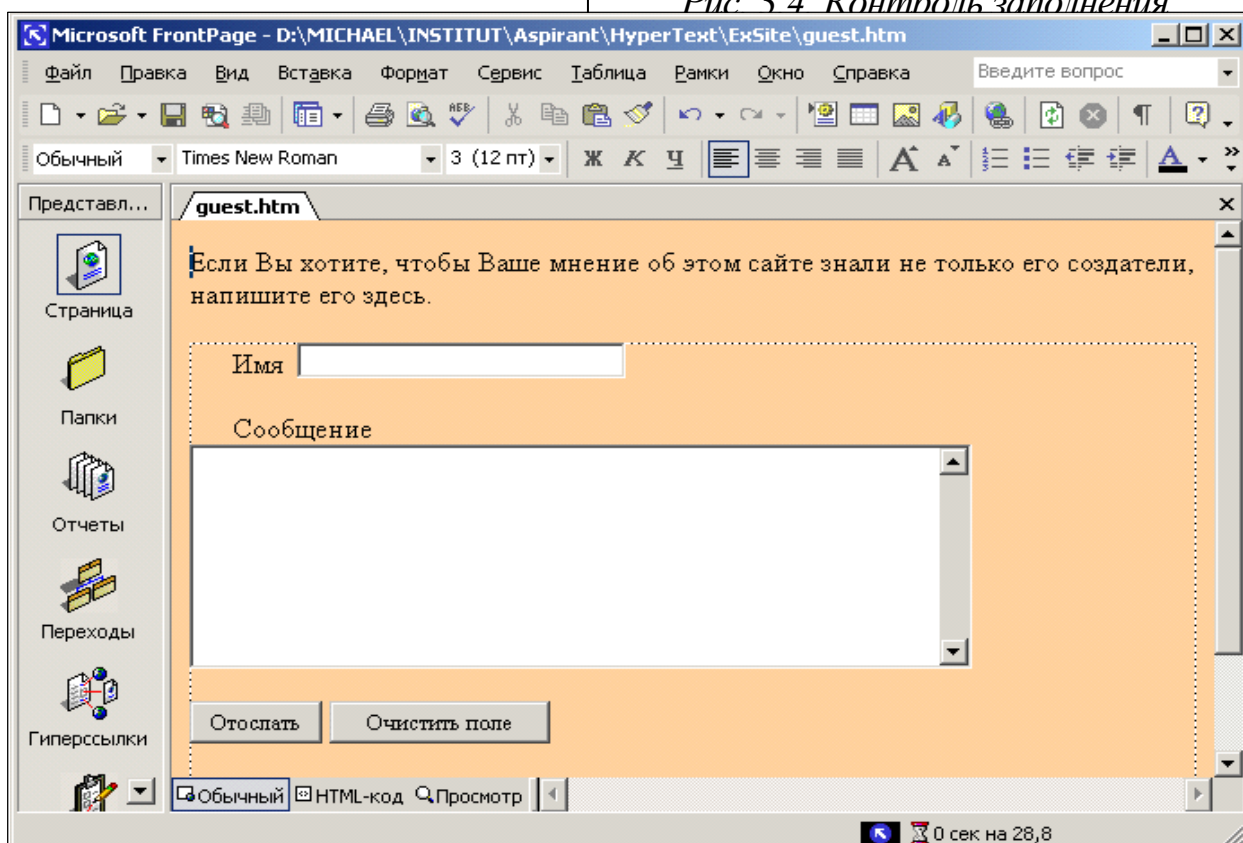 Рис. 5.4. Контроль заполнения
Microsoft FrontPage - D:\MICHAEL\INSTITUT\Aspirant\HyperText\ExSite\guest.htm
Файл Правка Вид Вставка Формат Сервис Таблица Рамки Окно Справка Введите вопрос
Обычный Times New Roman 3 (12 пт) Ж К Ч
Представл... guest.htm
Если Вы хотите, чтобы Ваше мнение об этом сайте знали не только его создатели,
напишите его здесь.
Страница
Имя
Папки
Сообщение
Отчеты
Переходы
Отослать Очистить поле
Гиперссылки
Обычный HTML-код Просмотр
0 сек на 28,8